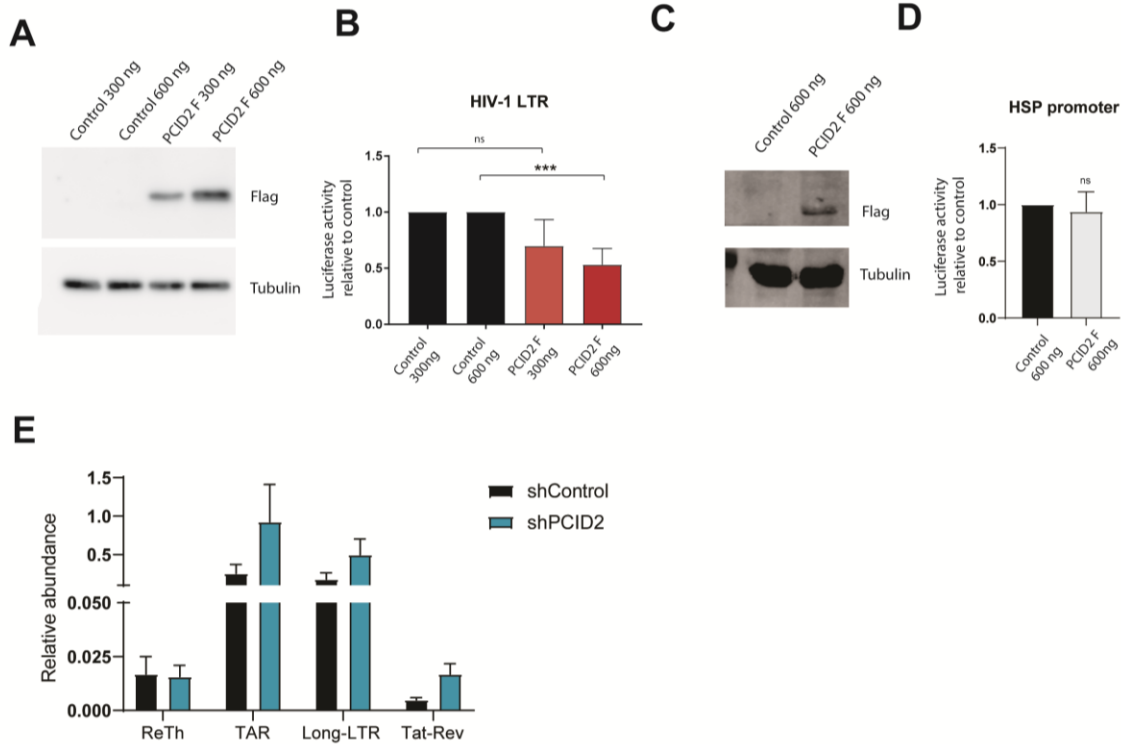 A
Control 300 ng
Control 600 ng
PCID2 F 300 ng
PCID2 F 600 ng
Flag
Tubulin
B
HIV-1 LTR
ns
***
Luciferase activity
relative to control
1.5
1.0
0.5
0.0
Control
300ng
Control
600 ng
PCID2 F
300ng
PCID2 F
600ng
C
Control 600 ng
PCID2 F 600 ng
Flag
Tubulin
D
HSP promoter
ns
Luciferase activity
relative to control
1.5
1.0
0.5
0.0
Control
600 ng
PCID2 F
600ng
E
Relative abundance
1.5
1.0
0.5
0.050
0.025
0.000
ReTh
TAR
Long-LTR
Tat-Rev
shControl
shPCID2